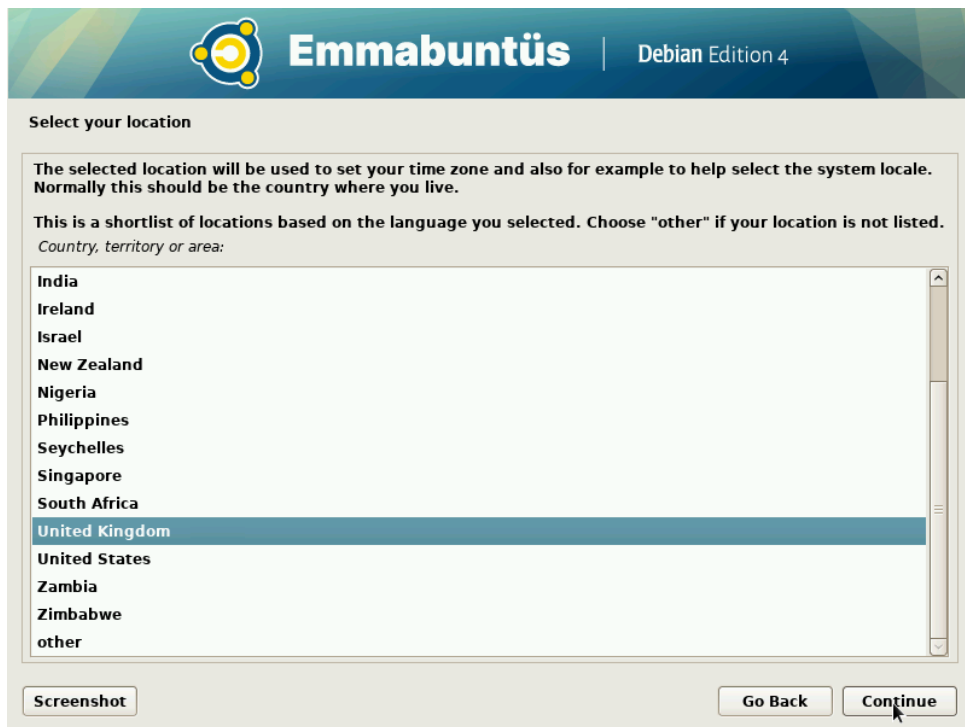 Emmabuntüs | Debian Edition 4
Select your location
The selected location will be used to set your time zone and also for example to help select the system locale.
Normally this should be the country where you live.
This is a shortlist of locations based on the language you selected. Choose "other" if your location is not listed.
Country, territory or area:
India
Ireland
Israel
New Zealand
Nigeria
Philippines
Seychelles
Singapore
South Africa
United Kingdom
United States
Zambia
Zimbabwe
other
Screenshot Go Back Continue